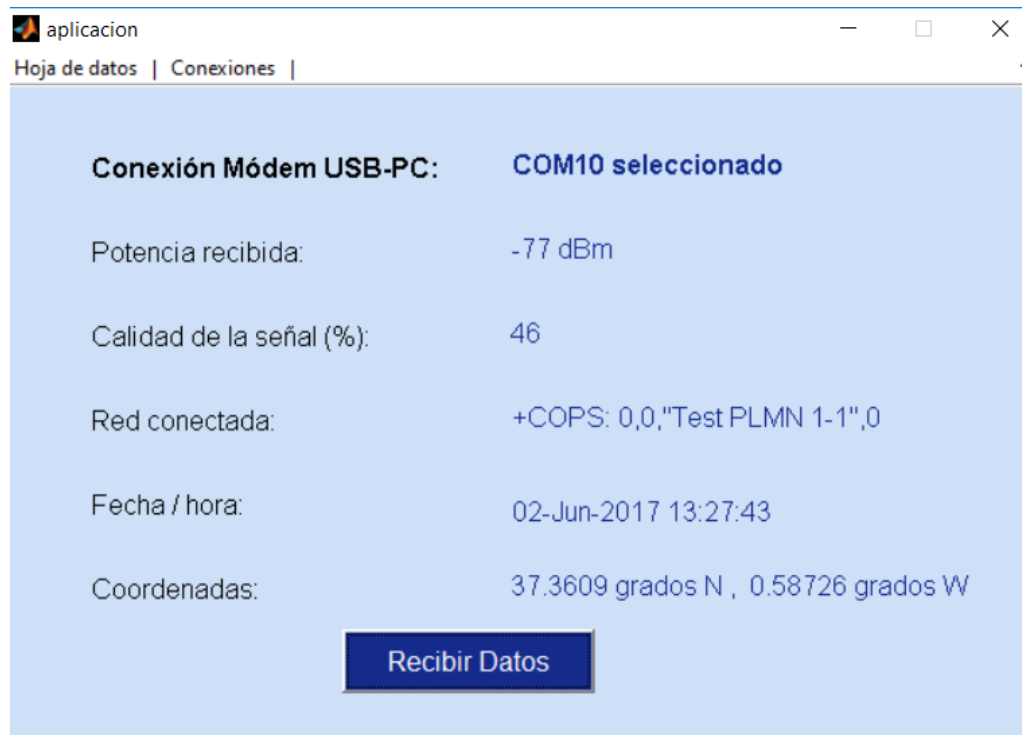 aplicacion
Hoja de datos | Conexiones |
Conexión Módem USB-PC: COM10 seleccionado
Potencia recibida: -77 dBm
Calidad de la señal (%): 46
Red conectada: +COPS: 0,0,"Test PLMN 1-1",0
Fecha / hora: 02-Jun-2017 13:27:43
Coordenadas: 37.3609 grados N , 0.58726 grados W
Recibir Datos